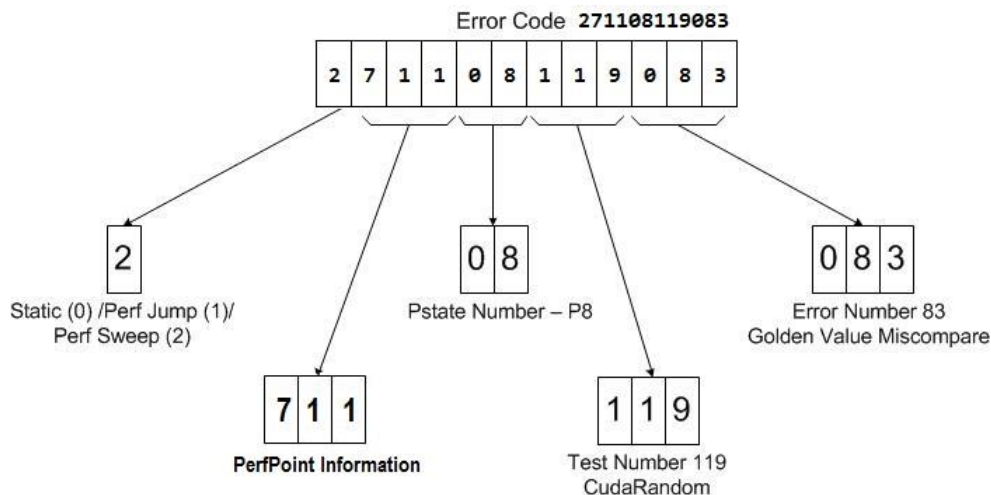 Error Code 271108119083
2 7 1 1 0 8 1 1 9 0 8 3
2
Static (0) /Perf Jump (1)/
Perf Sweep (2)
0 8
Pstate Number – P8
0 8 3
Error Number 83
Golden Value Miscompare
7 1 1
PerfPoint Information
1 1 9
Test Number 119
CudaRandom